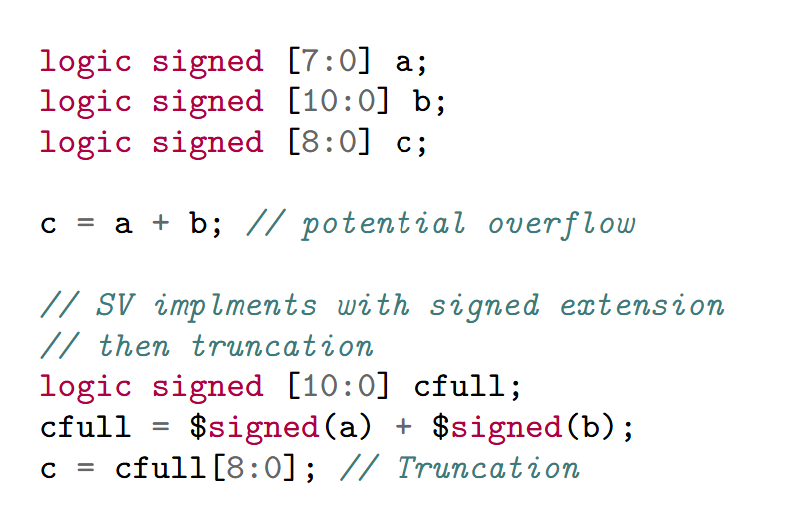 logic signed [7:0] a;
logic signed [10:0] b;
logic signed [8:0] c;
c = a + b; // potential overflow
// SV implments with signed extension
// then truncation
logic signed [10:0] cfull;
cfull = $signed(a) + $signed(b);
c = cfull[8:0]; // Truncation